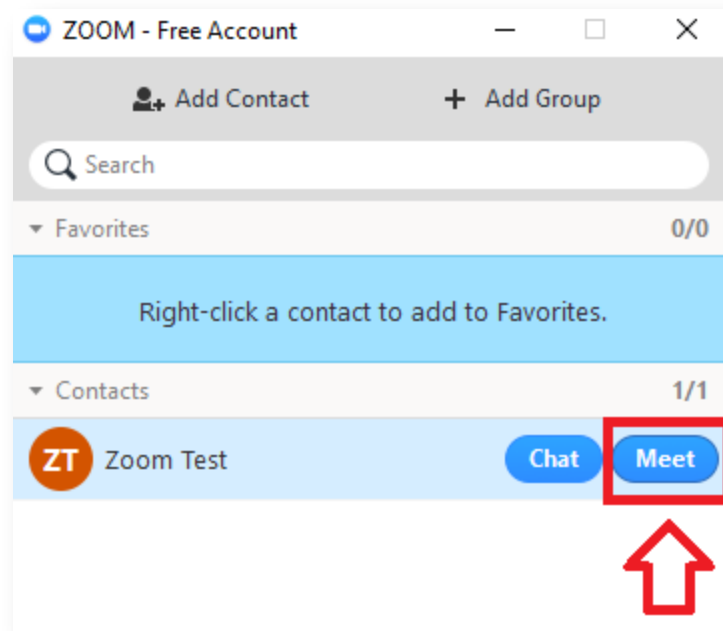 ZOOM - Free Account
Add Contact + Add Group
Search
Favorites 0/0
Right-click a contact to add to Favorites.
Contacts 1/1
ZT Zoom Test Chat Meet